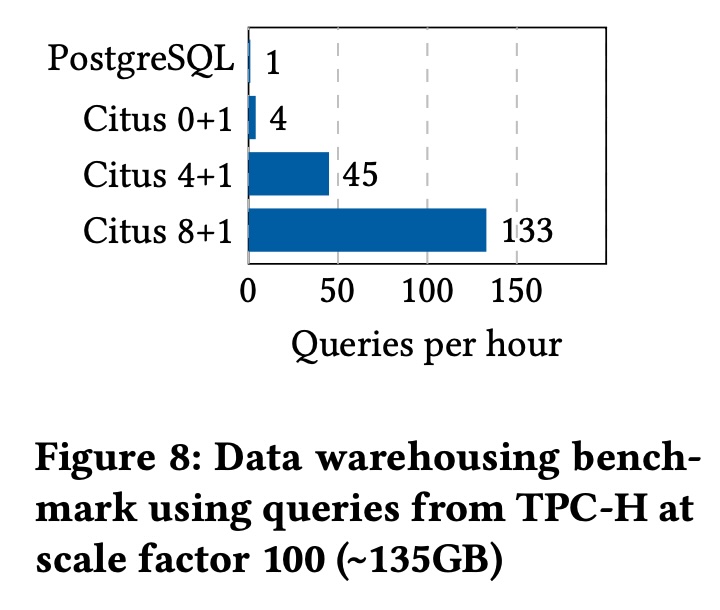 PostgreSQL 1
Citus 0+1 4
Citus 4+1 45
Citus 8+1 133
0 50 100 150
Queries per hour
Figure 8: Data warehousing bench-
mark using queries from TPC-H at
scale factor 100 (~135GB)